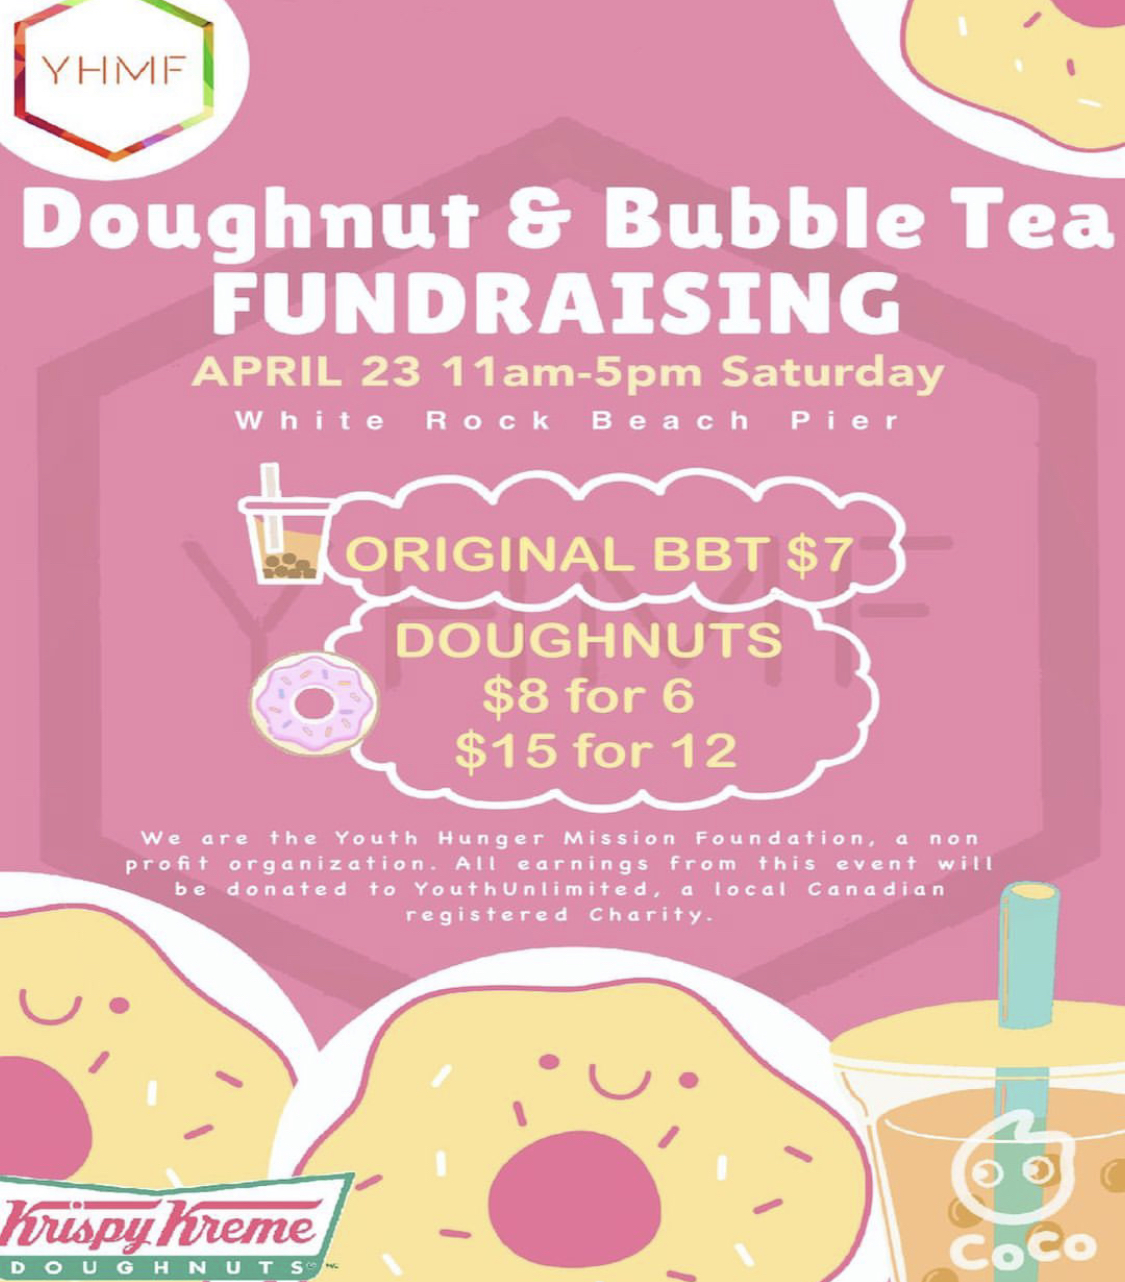 YHMF
Doughnut & Bubble Tea
FUNDRAISING
APRIL 23 11am-5pm Saturday
White Rock Beach Pier
YHMF
ORIGINAL BBT $7
DOUGHNUTS
$8 for 6
$15 for 12
We are the Youth Hunger Mission Foundation, a non
profit organization. All earnings from this event will
be donated to YouthUnlimited, a local Canadian
registered Charity.
Krispy Kreme
DOUGHNUTS
CoCo